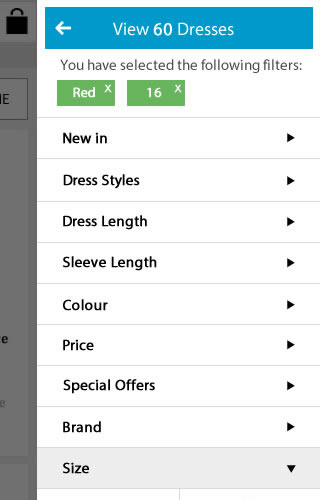 View 60 Dresses
You have selected the following filters:
Red X 16 X
New in
Dress Styles
Dress Length
Sleeve Length
Colour
Price
Special Offers
Brand
Size